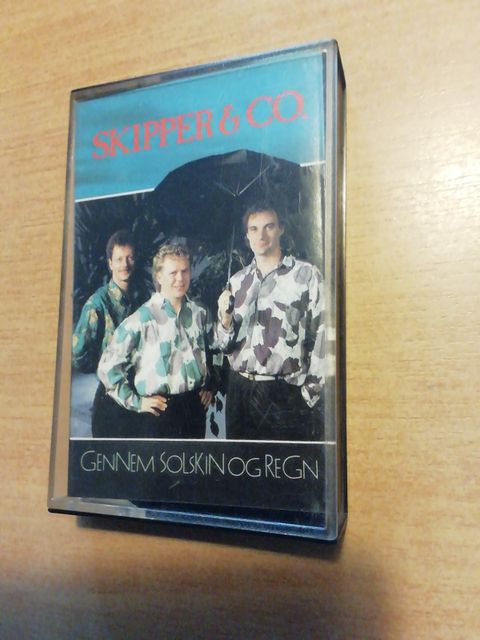 SKIPPER & CO.
GENNEM SOLSKIN OG REGN